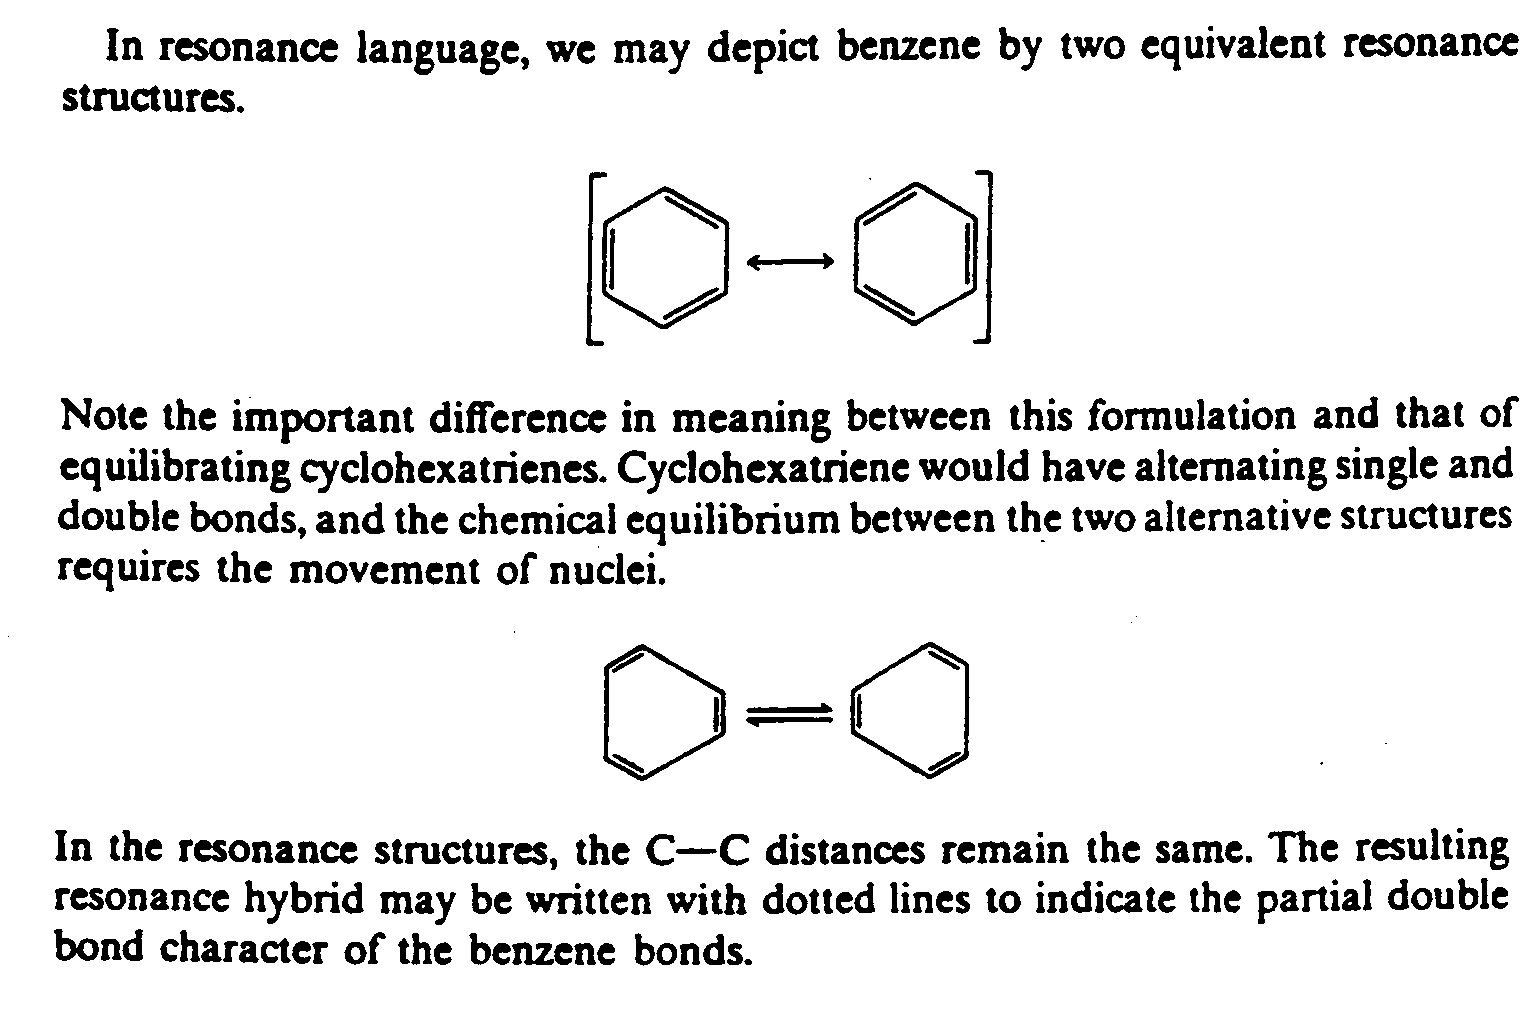 In resonance language, we may depict benzene by two equivalent resonance
structures.
Note the important difference in meaning between this formulation and that of
equilibrating cyclohexatrienes. Cyclohexatriene would have alternating single and
double bonds, and the chemical equilibrium between the two alternative structures
requires the movement of nuclei.
In the resonance structures, the C—C distances remain the same. The resulting
resonance hybrid may be written with dotted lines to indicate the partial double
bond character of the benzene bonds.